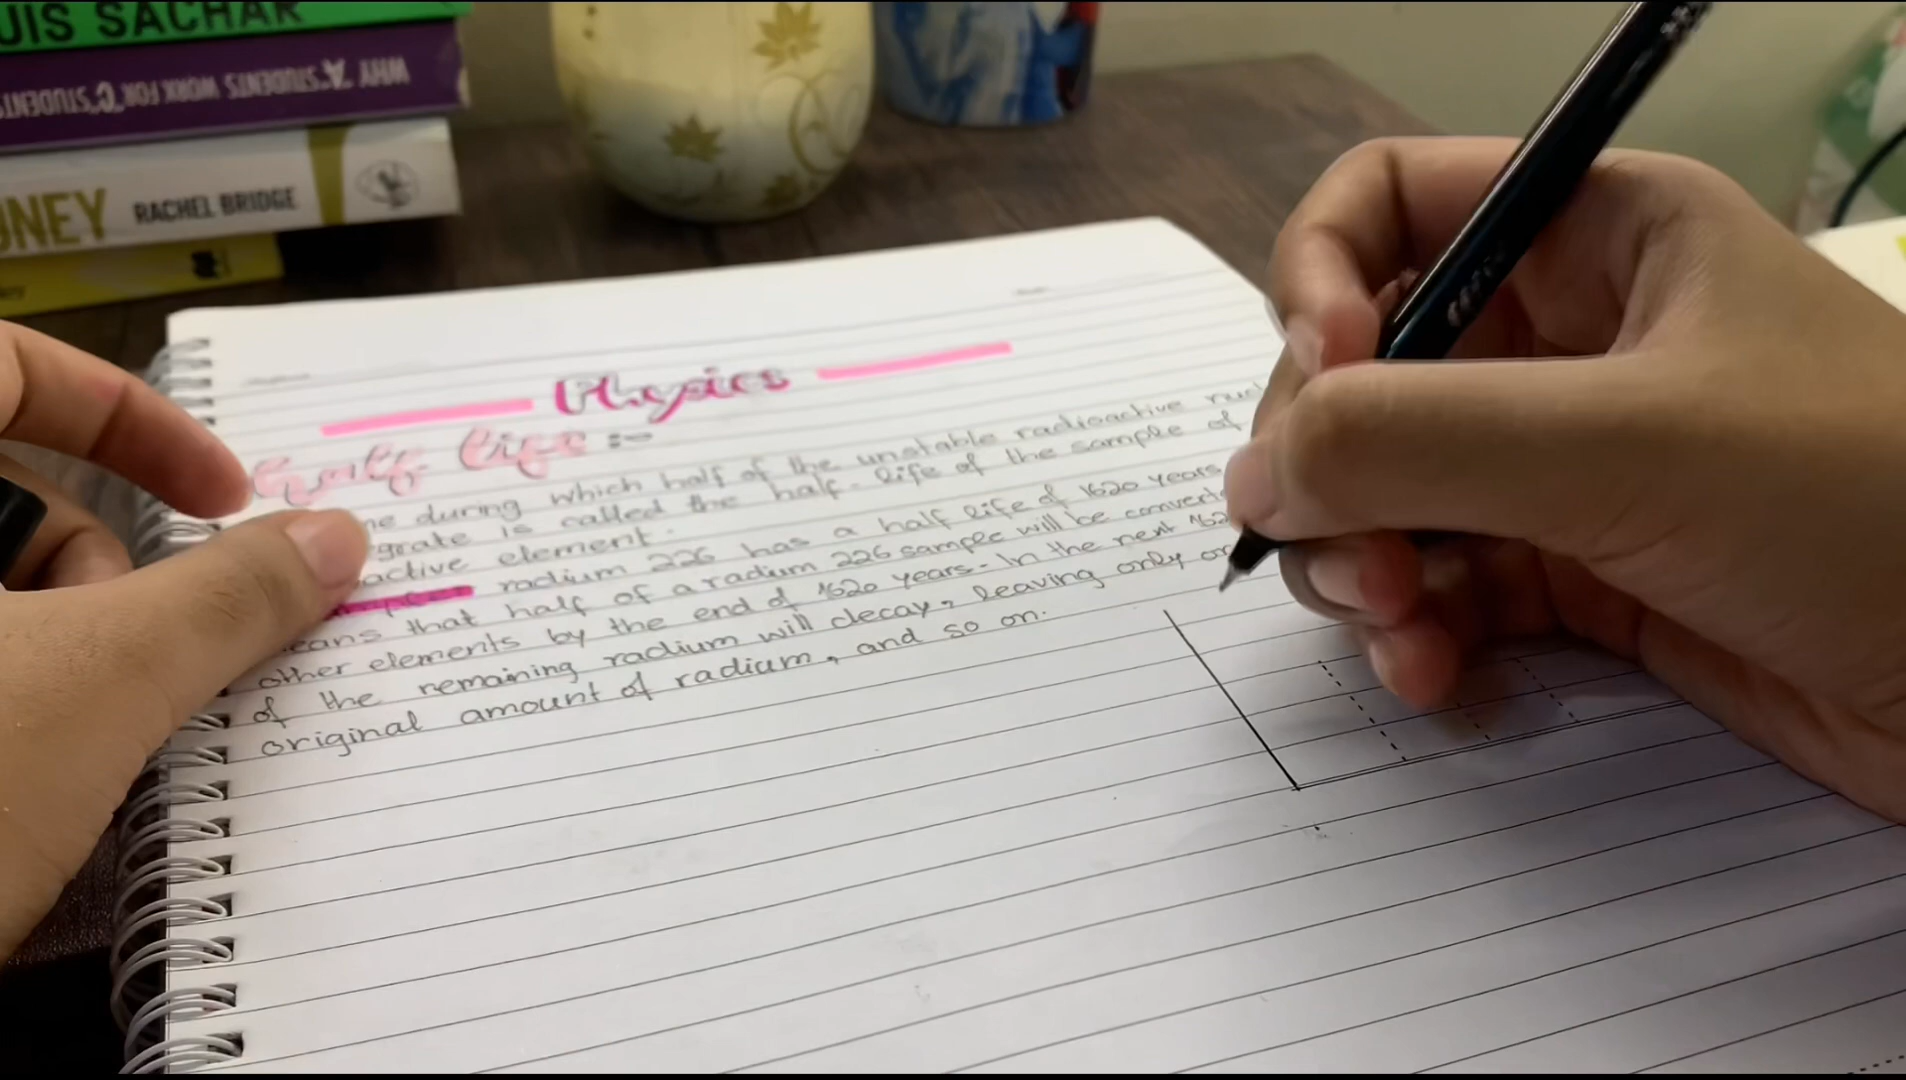 UIS SACHAR
WHY "A" STUDENTS WORK FOR "C" STUDENTS
ONEY RACHEL BRIDGE
Physics
Half life :-
during which half of the unstable radioactive
is called the half-life of the sample of
element.
radium 226 has a half life of 1620 years
that half of a radium 226 sample will be
other elements by the end of 1620 years. In the next
of the remaining radium will decay, leaving only
original amount of radium, and so on.